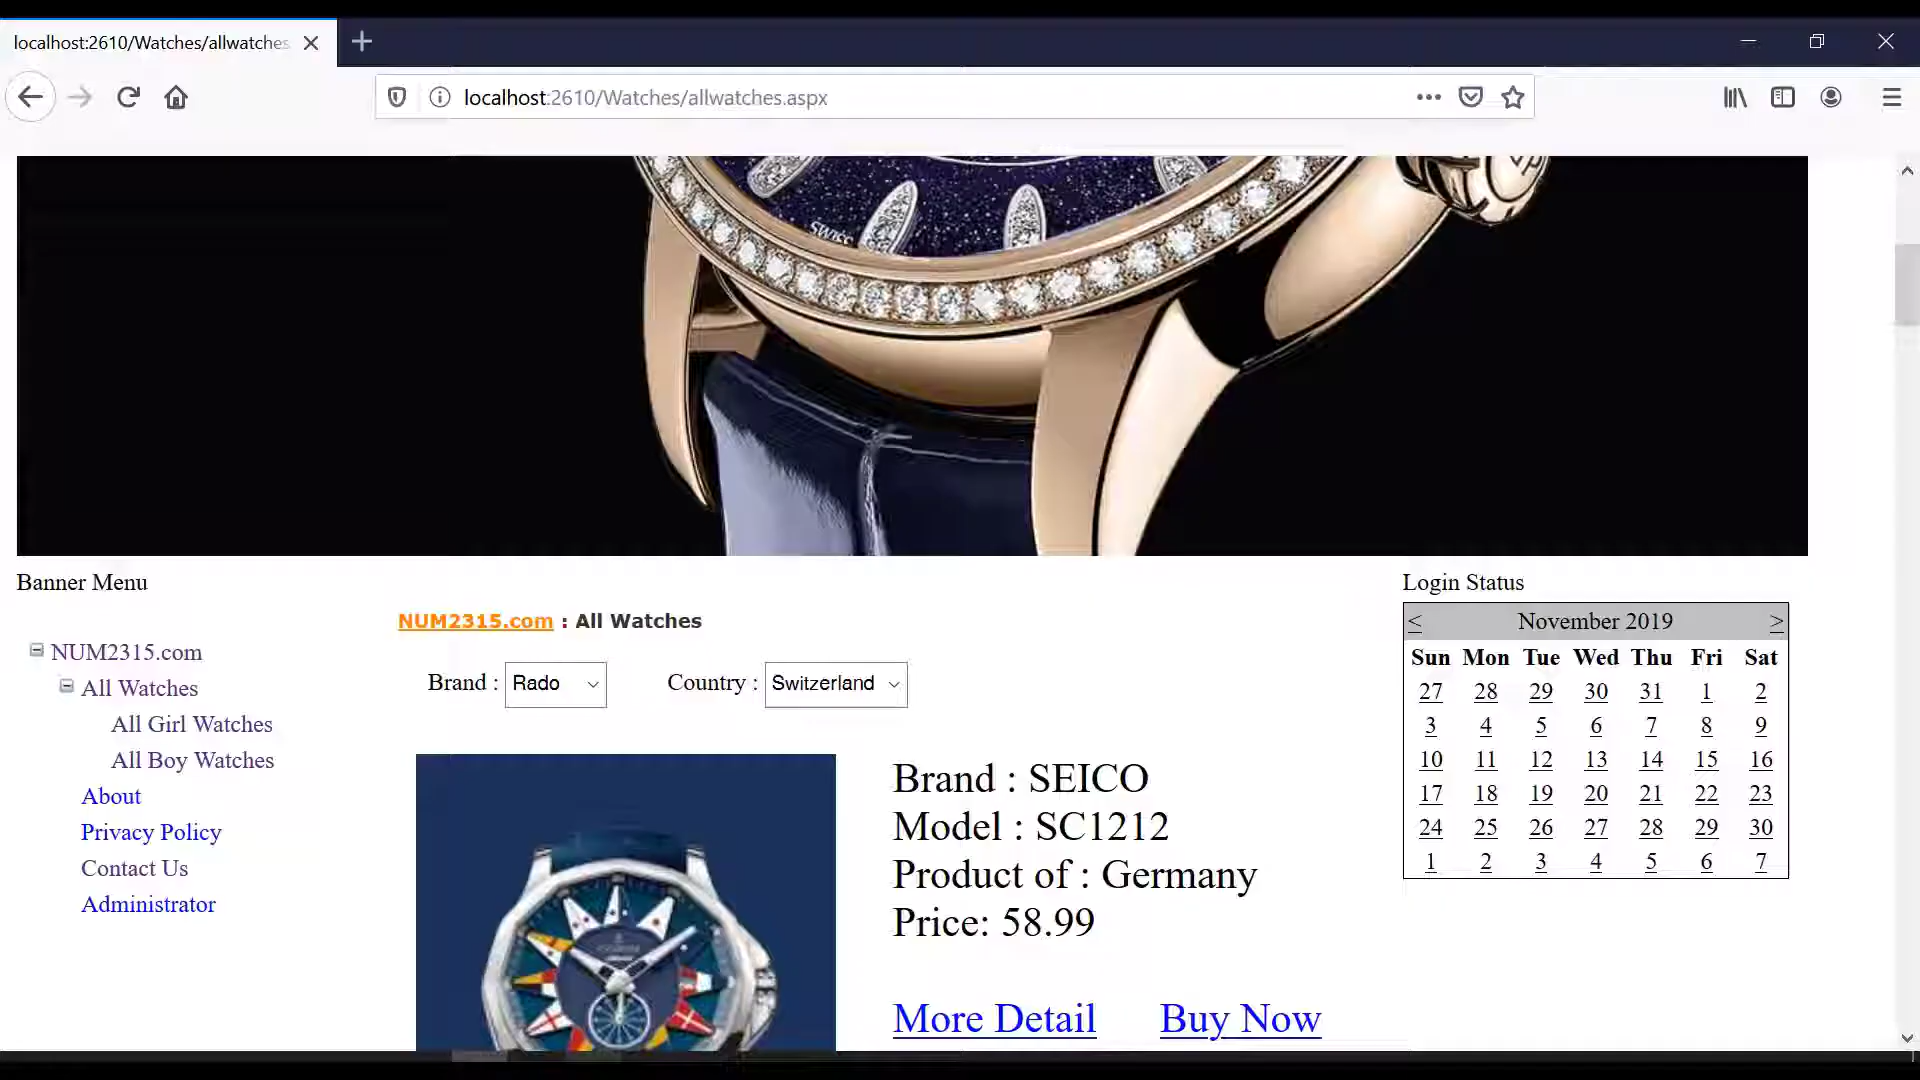 localhost:2610/Watches/allwatches
localhost:2610/Watches/allwatches.aspx
SWISS
Banner Menu
Login Status
NUM2315.com : All Watches
NUM2315.com
All Watches
All Girl Watches
All Boy Watches
About
Privacy Policy
Contact Us
Administrator
Brand : Rado Country : Switzerland
Brand : SEICO
Model : SC1212
Product of : Germany
Price: 58.99
More Detail Buy Now
< November 2019 >
Sun Mon Tue Wed Thu Fri Sat
27 28 29 30 31 1 2
3 4 5 6 7 8 9
10 11 12 13 14 15 16
17 18 19 20 21 22 23
24 25 26 27 28 29 30
1 2 3 4 5 6 7